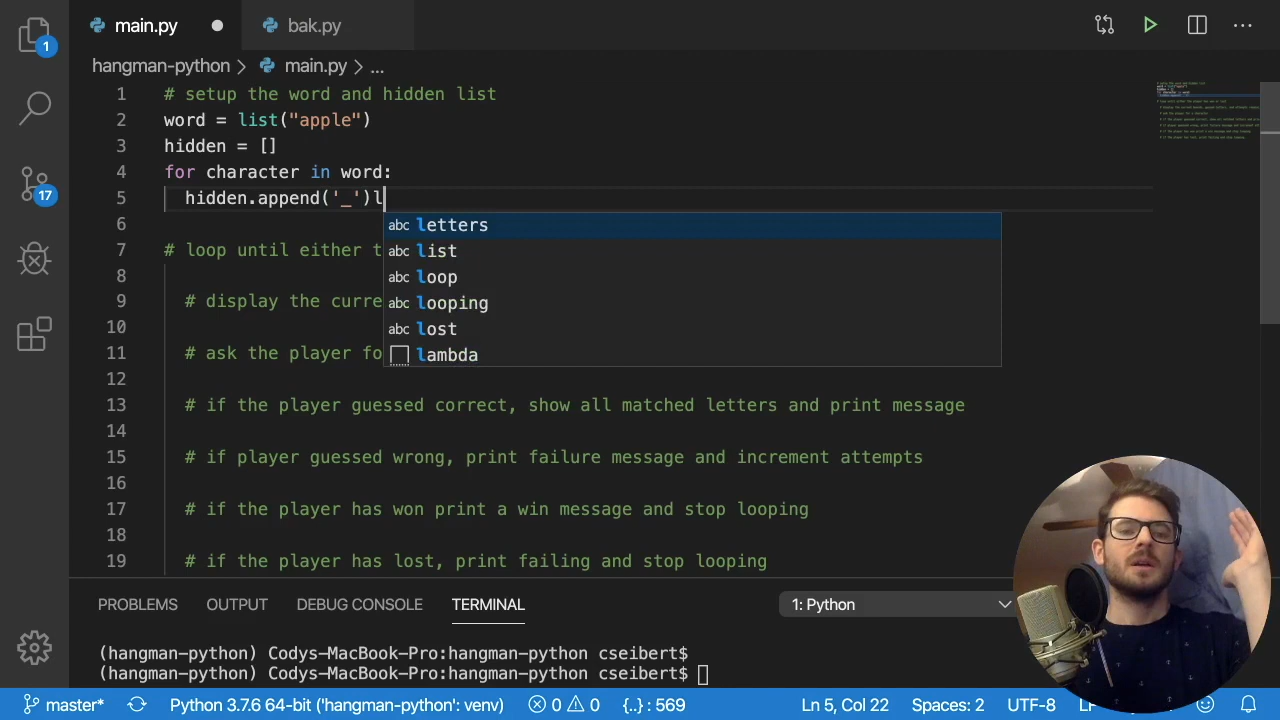 main.py
bak.py
1
hangman-python > main.py > ...
1 # setup the word and hidden list
2 word = list("apple")
3 hidden = []
4 for character in word:
5 hidden.append('_')l
6 abc letters
7 # loop until either t abc list
8 abc loop
9 # display the curre abc looping
10 abc lost
11 # ask the player fo lambda
12
13 # if the player guessed correct, show all matched letters and print message
14
15 # if player guessed wrong, print failure message and increment attempts
16
17 # if the player has won print a win message and stop looping
18
19 # if the player has lost, print failing and stop looping
17
PROBLEMS OUTPUT DEBUG CONSOLE TERMINAL 1: Python
(hangman-python) Codys-MacBook-Pro:hangman-python cseibert$
(hangman-python) Codys-MacBook-Pro:hangman-python cseibert$
master* Python 3.7.6 64-bit ('hangman-python': venv) 0 0 {..} : 569 Ln 5, Col 22 Spaces: 2 UTF-8